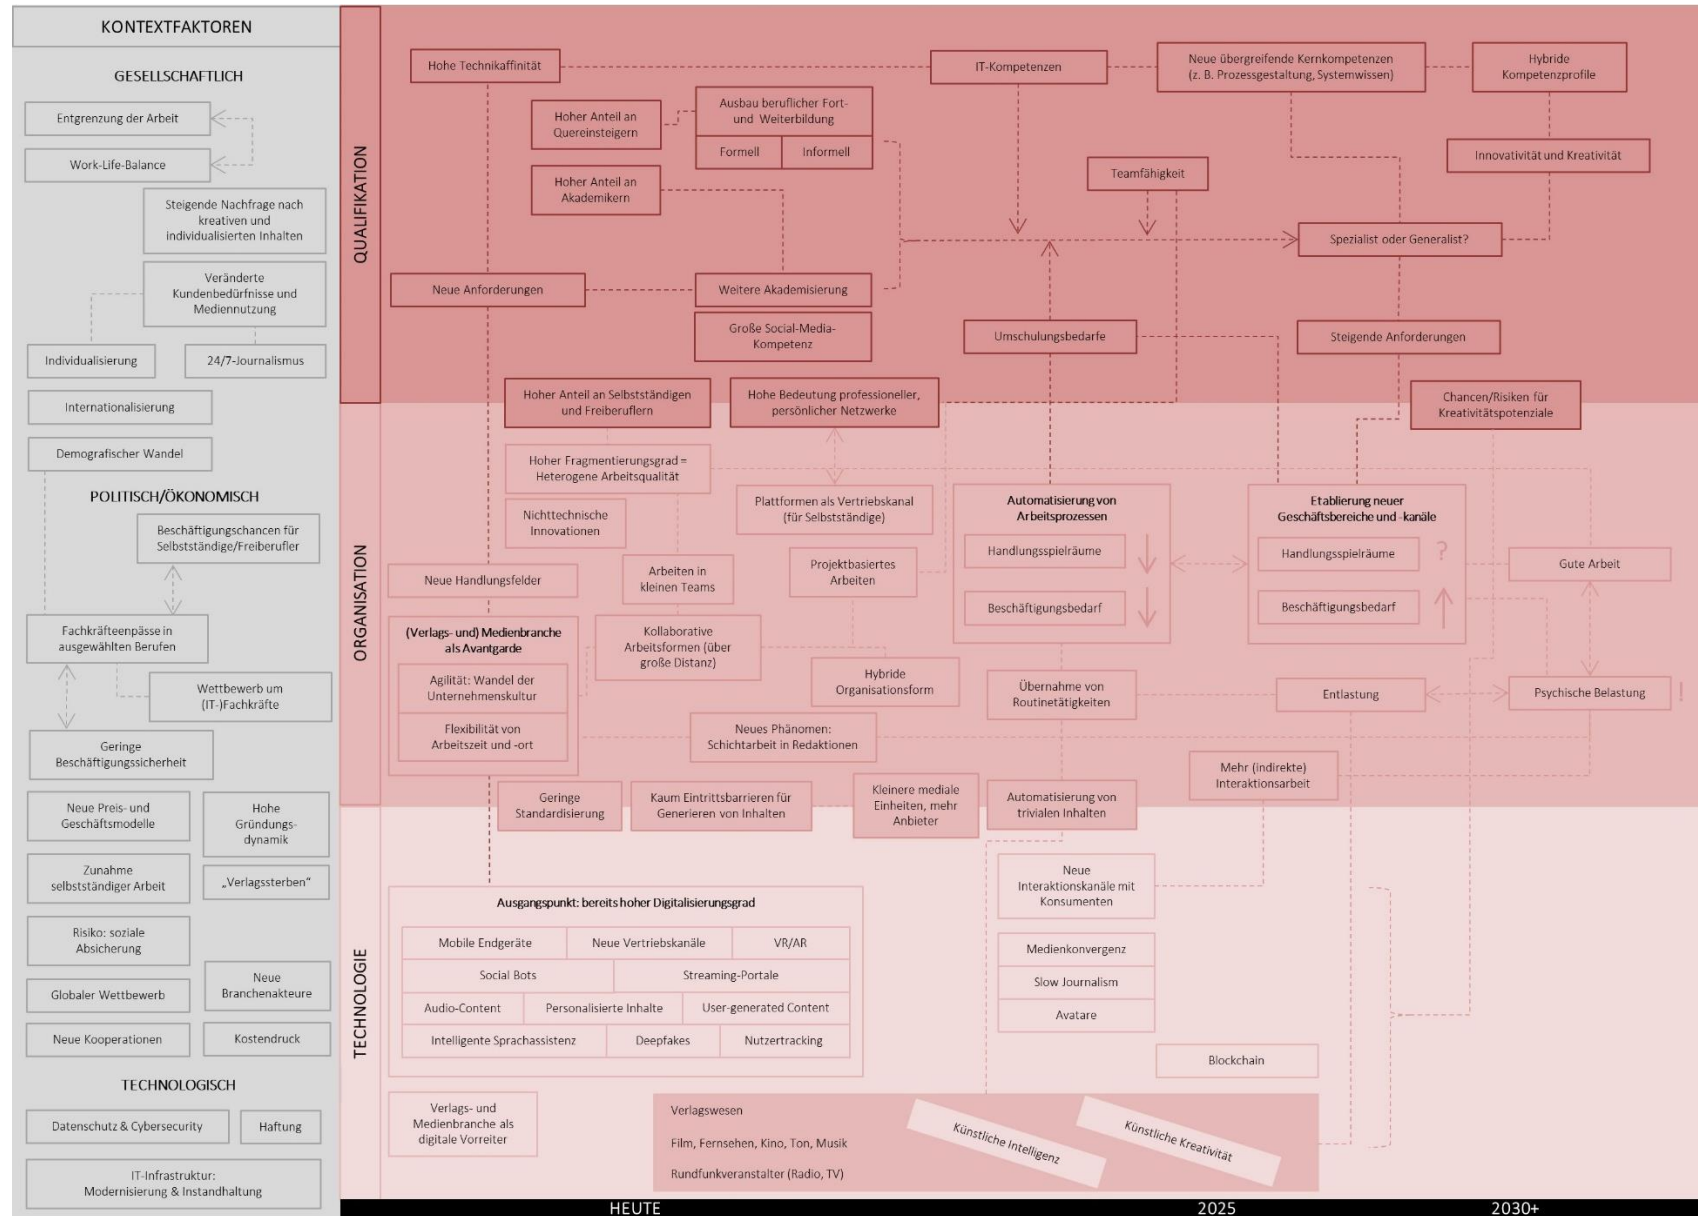 KONTEXTFAKTOREN
GESELLSCHAFTLICH
Entgrenzung der Arbeit
Work-Life-Balance
Steigende Nachfrage nach
kreativen und
individualisierten Inhalten
Veränderte
Kundenbedürfnisse und
Mediennutzung
Individualisierung
24/7-Journalismus
Internationalisierung
Demografischer Wandel
POLITISCH/ÖKONOMISCH
Beschäftigungschancen für
Selbstständige/Freiberufler
Fachkräfteenpässe in
ausgewählten Berufen
Wettbewerb um
(IT-)Fachkräfte
Geringe
Beschäftigungssicherheit
Neue Preis- und
Geschäftsmodelle
Hohe
Gründungs-
dynamik
Zunahme
selbstständiger Arbeit
„Verlagssterben“
Risiko: soziale
Absicherung
Neue
Branchenakteure
Globaler Wettbewerb
Neue Kooperationen
Kostendruck
TECHNOLOGISCH
Datenschutz & Cybersecurity
Haftung
IT-Infrastruktur:
Modernisierung & Instandhaltung
QUALIFIKATION
Hohe Technikaffinität
IT-Kompetenzen
Neue übergreifende Kernkompetenzen
(z. B. Prozessgestaltung, Systemwissen)
Hybride
Kompetenzprofile
Hoher Anteil an
Quereinsteigern
Ausbau beruflicher Fort-
und Weiterbildung
Formell
Informell
Teamfähigkeit
Innovativität und Kreativität
Hoher Anteil an
Akademikern
Spezialist oder Generalist?
Neue Anforderungen
Weitere Akademisierung
Große Social-Media-
Kompetenz
Umschulungsbedarfe
Steigende Anforderungen
Hoher Anteil an Selbstständigen
und Freiberuflern
Hohe Bedeutung professioneller,
persönlicher Netzwerke
Chancen/Risiken für
Kreativitätspotenziale
ORGANISATION
Hoher Fragmentierungsgrad =
Heterogene Arbeitsqualität
Plattformen als Vertriebskanal
(für Selbstständige)
Nichttechnische
Innovationen
Automatisierung von
Arbeitsprozessen
Handlungsspielräume
Beschäftigungsbedarf
Etablierung neuer
Geschäftsbereiche und -kanäle
Handlungsspielräume
?
Beschäftigungsbedarf
Gute Arbeit
Neue Handlungsfelder
Arbeiten in
kleinen Teams
Projektbasiertes
Arbeiten
(Verlags- und) Medienbranche
als Avantgarde
Agilität: Wandel der
Unternehmenskultur
Flexibilität von
Arbeitszeit und -ort
Kollaborative
Arbeitsformen (über
große Distanz)
Hybride
Organisationsform
Übernahme von
Routinetätigkeiten
Entlastung
Psychische Belastung
!
Neues Phänomen:
Schichtarbeit in Redaktionen
Mehr (indirekte)
Interaktionsarbeit
Geringe
Standardisierung
Kaum Eintrittsbarrieren für
Generieren von Inhalten
Kleinere mediale
Einheiten, mehr
Anbieter
Automatisierung von
trivialen Inhalten
TECHNOLOGIE
Ausgangspunkt: bereits hoher Digitalisierungsgrad
Mobile Endgeräte
Neue Vertriebskanäle
VR/AR
Social Bots
Streaming-Portale
Audio-Content
Personalisierte Inhalte
User-generated Content
Intelligente Sprachassistenz
Deepfakes
Nutzertracking
Neue
Interaktionskanäle mit
Konsumenten
Medienkonvergenz
Slow Journalism
Avatare
Blockchain
Verlags- und
Medienbranche als
digitale Vorreiter
Verlagswesen
Film, Fernsehen, Kino, Ton, Musik
Rundfunkveranstalter (Radio, TV)
Künstliche Intelligenz
Künstliche Kreativität
HEUTE
2025
2030+